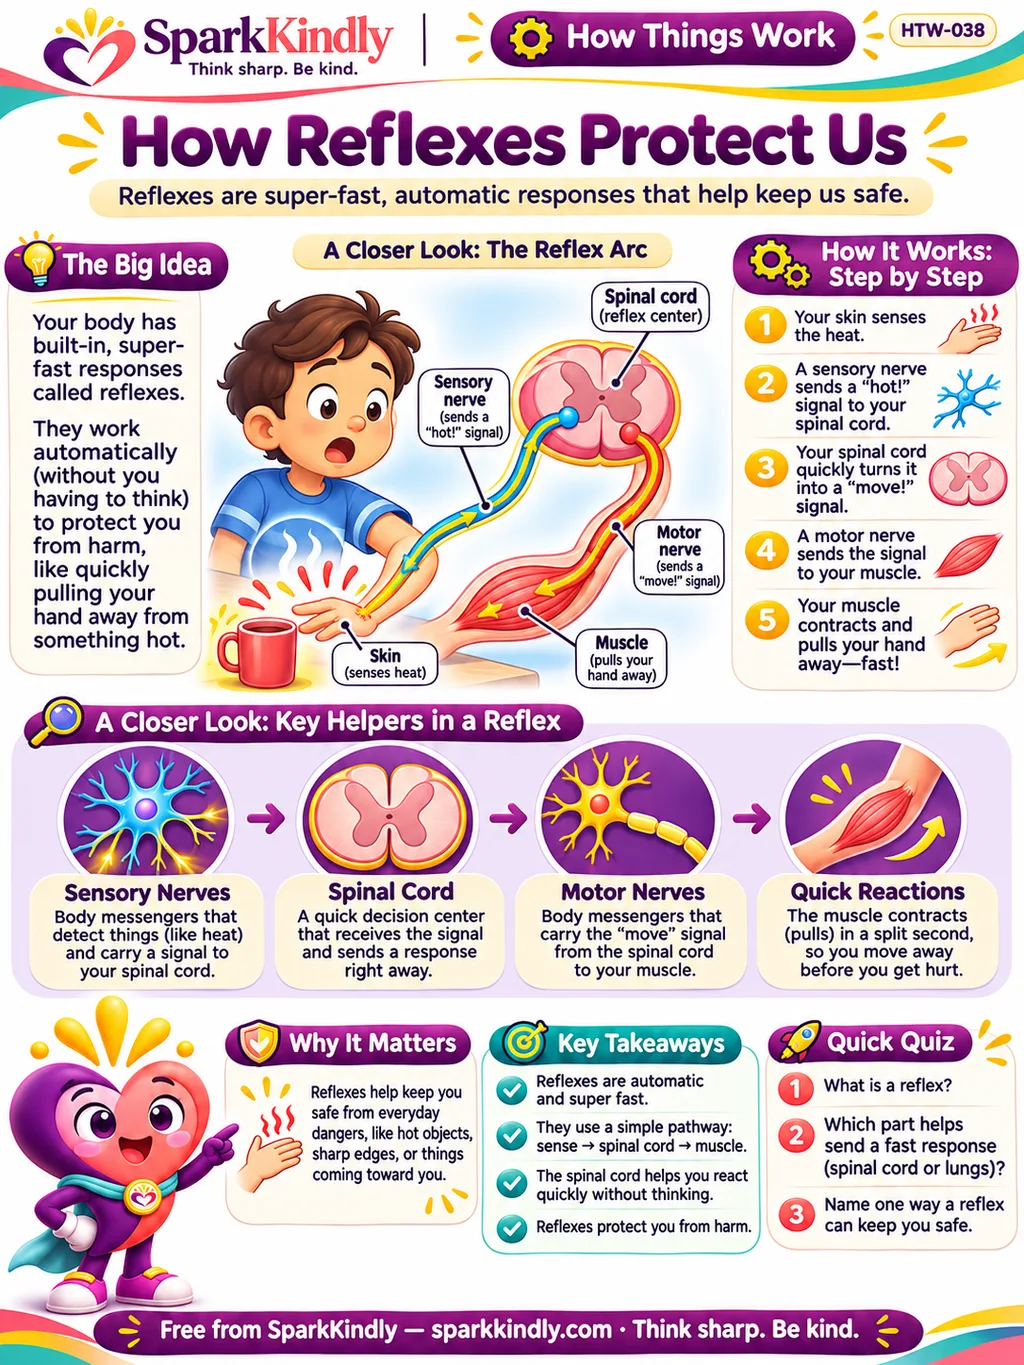 SparkKindly
Think sharp. Be kind.
How Things Work
HTW-038
How Reflexes Protect Us
Reflexes are super-fast, automatic responses that help keep us safe.
The Big Idea
Your body has
built-in, super-
fast responses
called reflexes.
They work
automatically
(without you
having to think)
to protect you
from harm,
like quickly
pulling your
hand away from
something hot.
A Closer Look: The Reflex Arc
Spinal cord
(reflex center)
Sensory
nerve
(sends a
"hot!" signal)
Motor
nerve
(sends a
"move!" signal)
Skin
(senses heat)
Muscle
(pulls your
hand away)
How It Works:
Step by Step
1
Your skin senses
the heat.
2
A sensory nerve
sends a "hot!"
signal to your
spinal cord.
3
Your spinal cord
quickly turns it
into a "move!"
signal.
4
A motor nerve
sends the signal
to your muscle.
5
Your muscle
contracts and
pulls your hand
away—fast!
A Closer Look: Key Helpers in a Reflex
Sensory Nerves
Body messengers that
detect things (like heat)
and carry a signal to
your spinal cord.
Spinal Cord
A quick decision center
that receives the signal
and sends a response
right away.
Motor Nerves
Body messengers that
carry the "move" signal
from the spinal cord
to your muscle.
Quick Reactions
The muscle contracts
(pulls) in a split second,
so you move away
before you get hurt.
Why It Matters
Reflexes help keep you
safe from everyday
dangers, like hot objects,
sharp edges, or things
coming toward you.
Key Takeaways
Reflexes are automatic
and super fast.
They use a simple pathway:
sense → spinal cord → muscle.
The spinal cord helps you react
quickly without thinking.
Reflexes protect you from harm.
Quick Quiz
1
What is a reflex?
2
Which part helps
send a fast response
(spinal cord or lungs)?
3
Name one way a reflex
can keep you safe.
Free from SparkKindly — sparkkindly.com · Think sharp. Be kind.